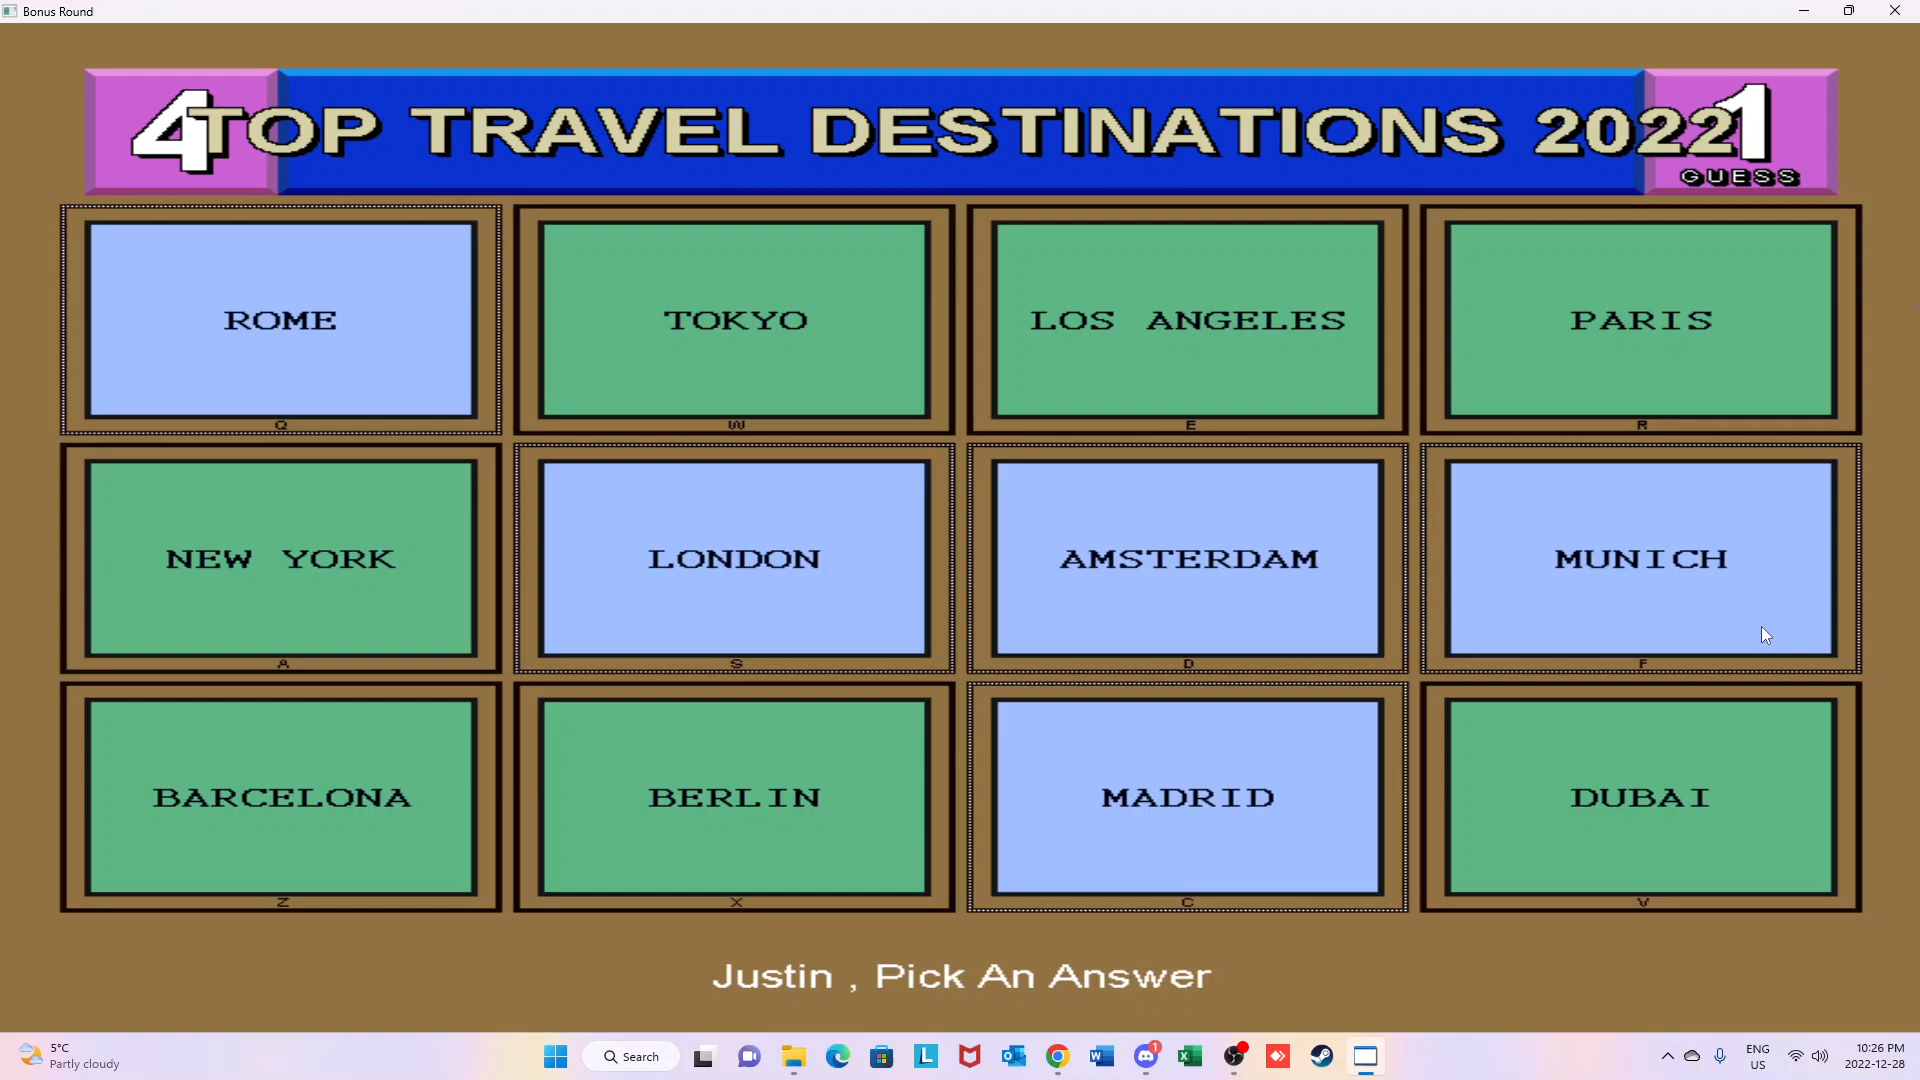 Bonus Round
4 TOP TRAVEL DESTINATIONS 2022 1
GUESS
ROME TOKYO LOS ANGELES PARIS
Q W E R
NEW YORK LONDON AMSTERDAM MUNICH
A S D F
BARCELONA BERLIN MADRID DUBAI
Z X C V
Justin , Pick An Answer
5°C
Partly cloudy
Search
L
1
ENG
US
10:26 PM
2022-12-28